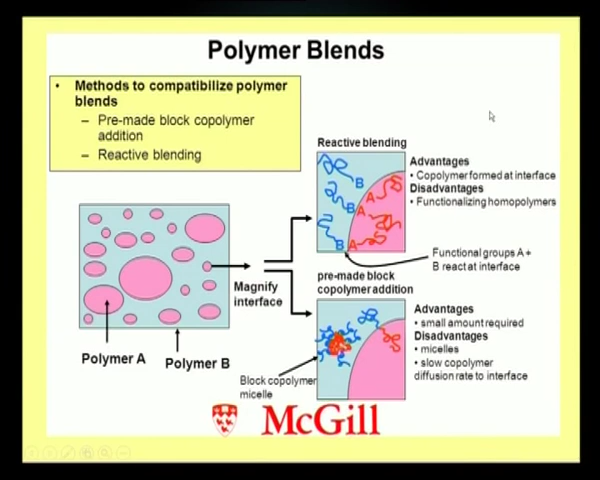 Polymer Blends
• Methods to compatibilize polymer
blends
– Pre-made block copolymer
addition
– Reactive blending
Reactive blending
B
B
B
A
A
A
Advantages
• Copolymer formed at interface
Disadvantages
• Functionalizing homopolymers
Functional groups A +
B react at interface
Magnify
interface
Polymer A
Polymer B
pre-made block
copolymer addition
Advantages
• small amount required
Disadvantages
• micelles
• slow copolymer
diffusion rate to interface
Block copolymer
micelle
McGill